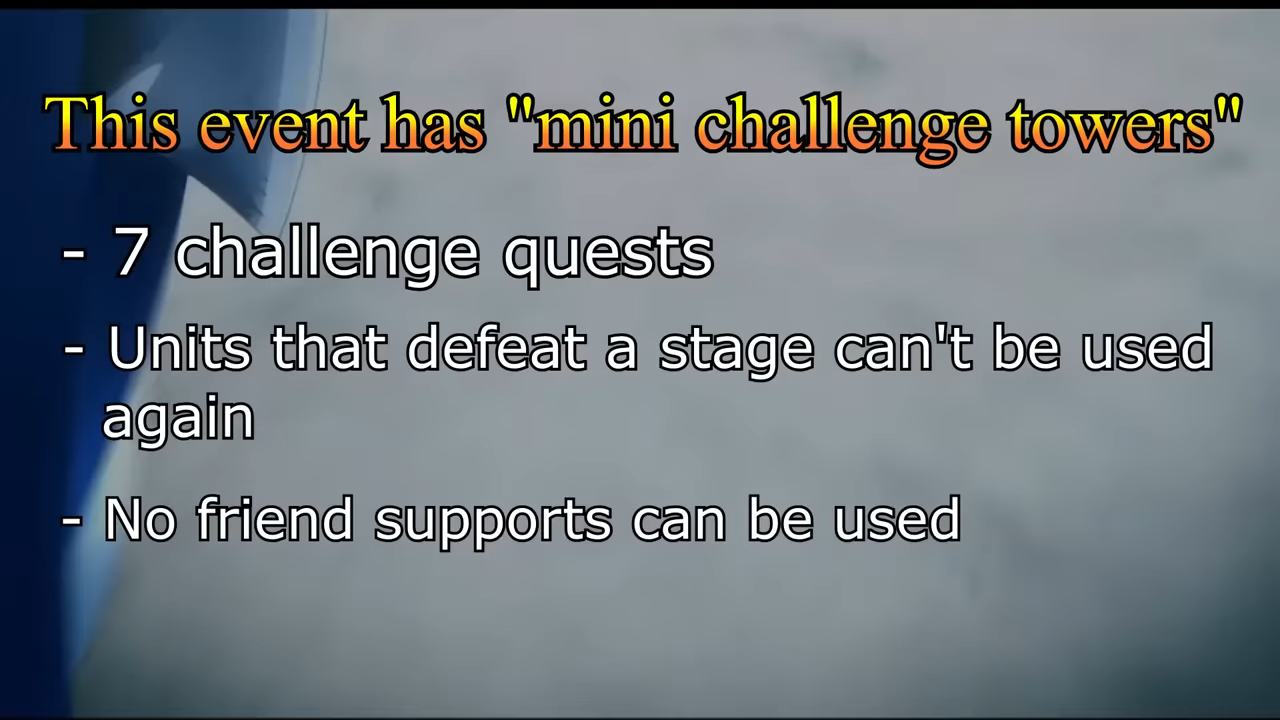 This event has "mini challenge towers"
- 7 challenge quests
- Units that defeat a stage can't be used
again
- No friend supports can be used